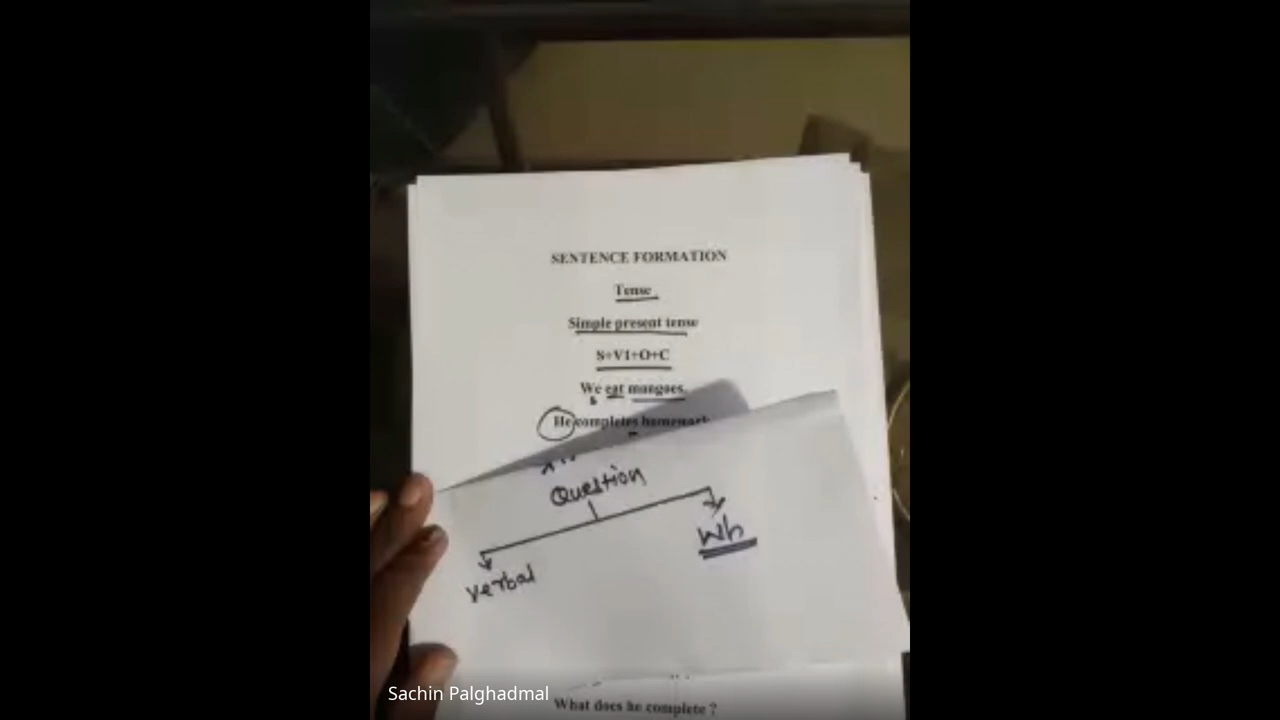 SENTENCE FORMATION
Tense
Simple present tense
S+V1+O+C
We eat mangoes.
He completes homework
Question
verbal
Wh
What does he complete ?
Sachin Palghadmal